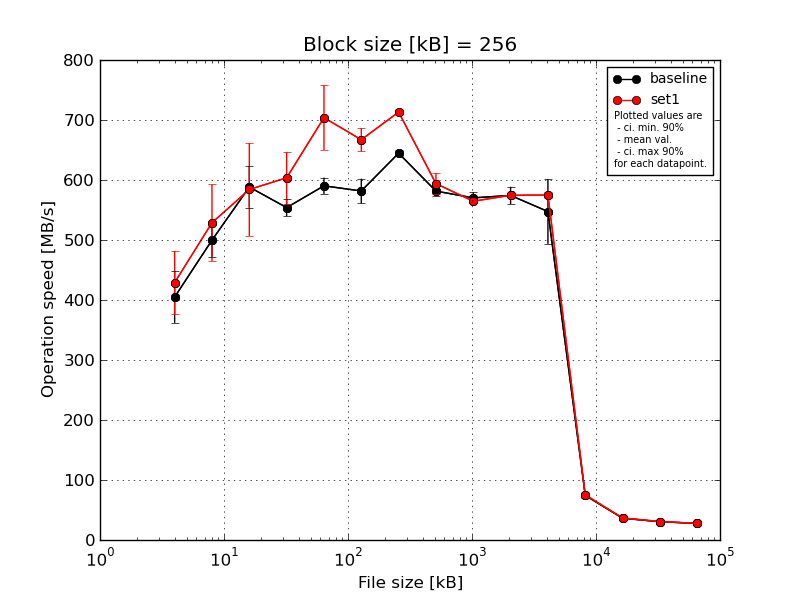 Block size [kB] = 256
800
700
600
500
400
300
200
100
0
Operation speed [MB/s]
baseline
set1
Plotted values are
- ci. min. 90%
- mean val.
- ci. max 90%
for each datapoint.
10^0 10^1 10^2 10^3 10^4 10^5
File size [kB]